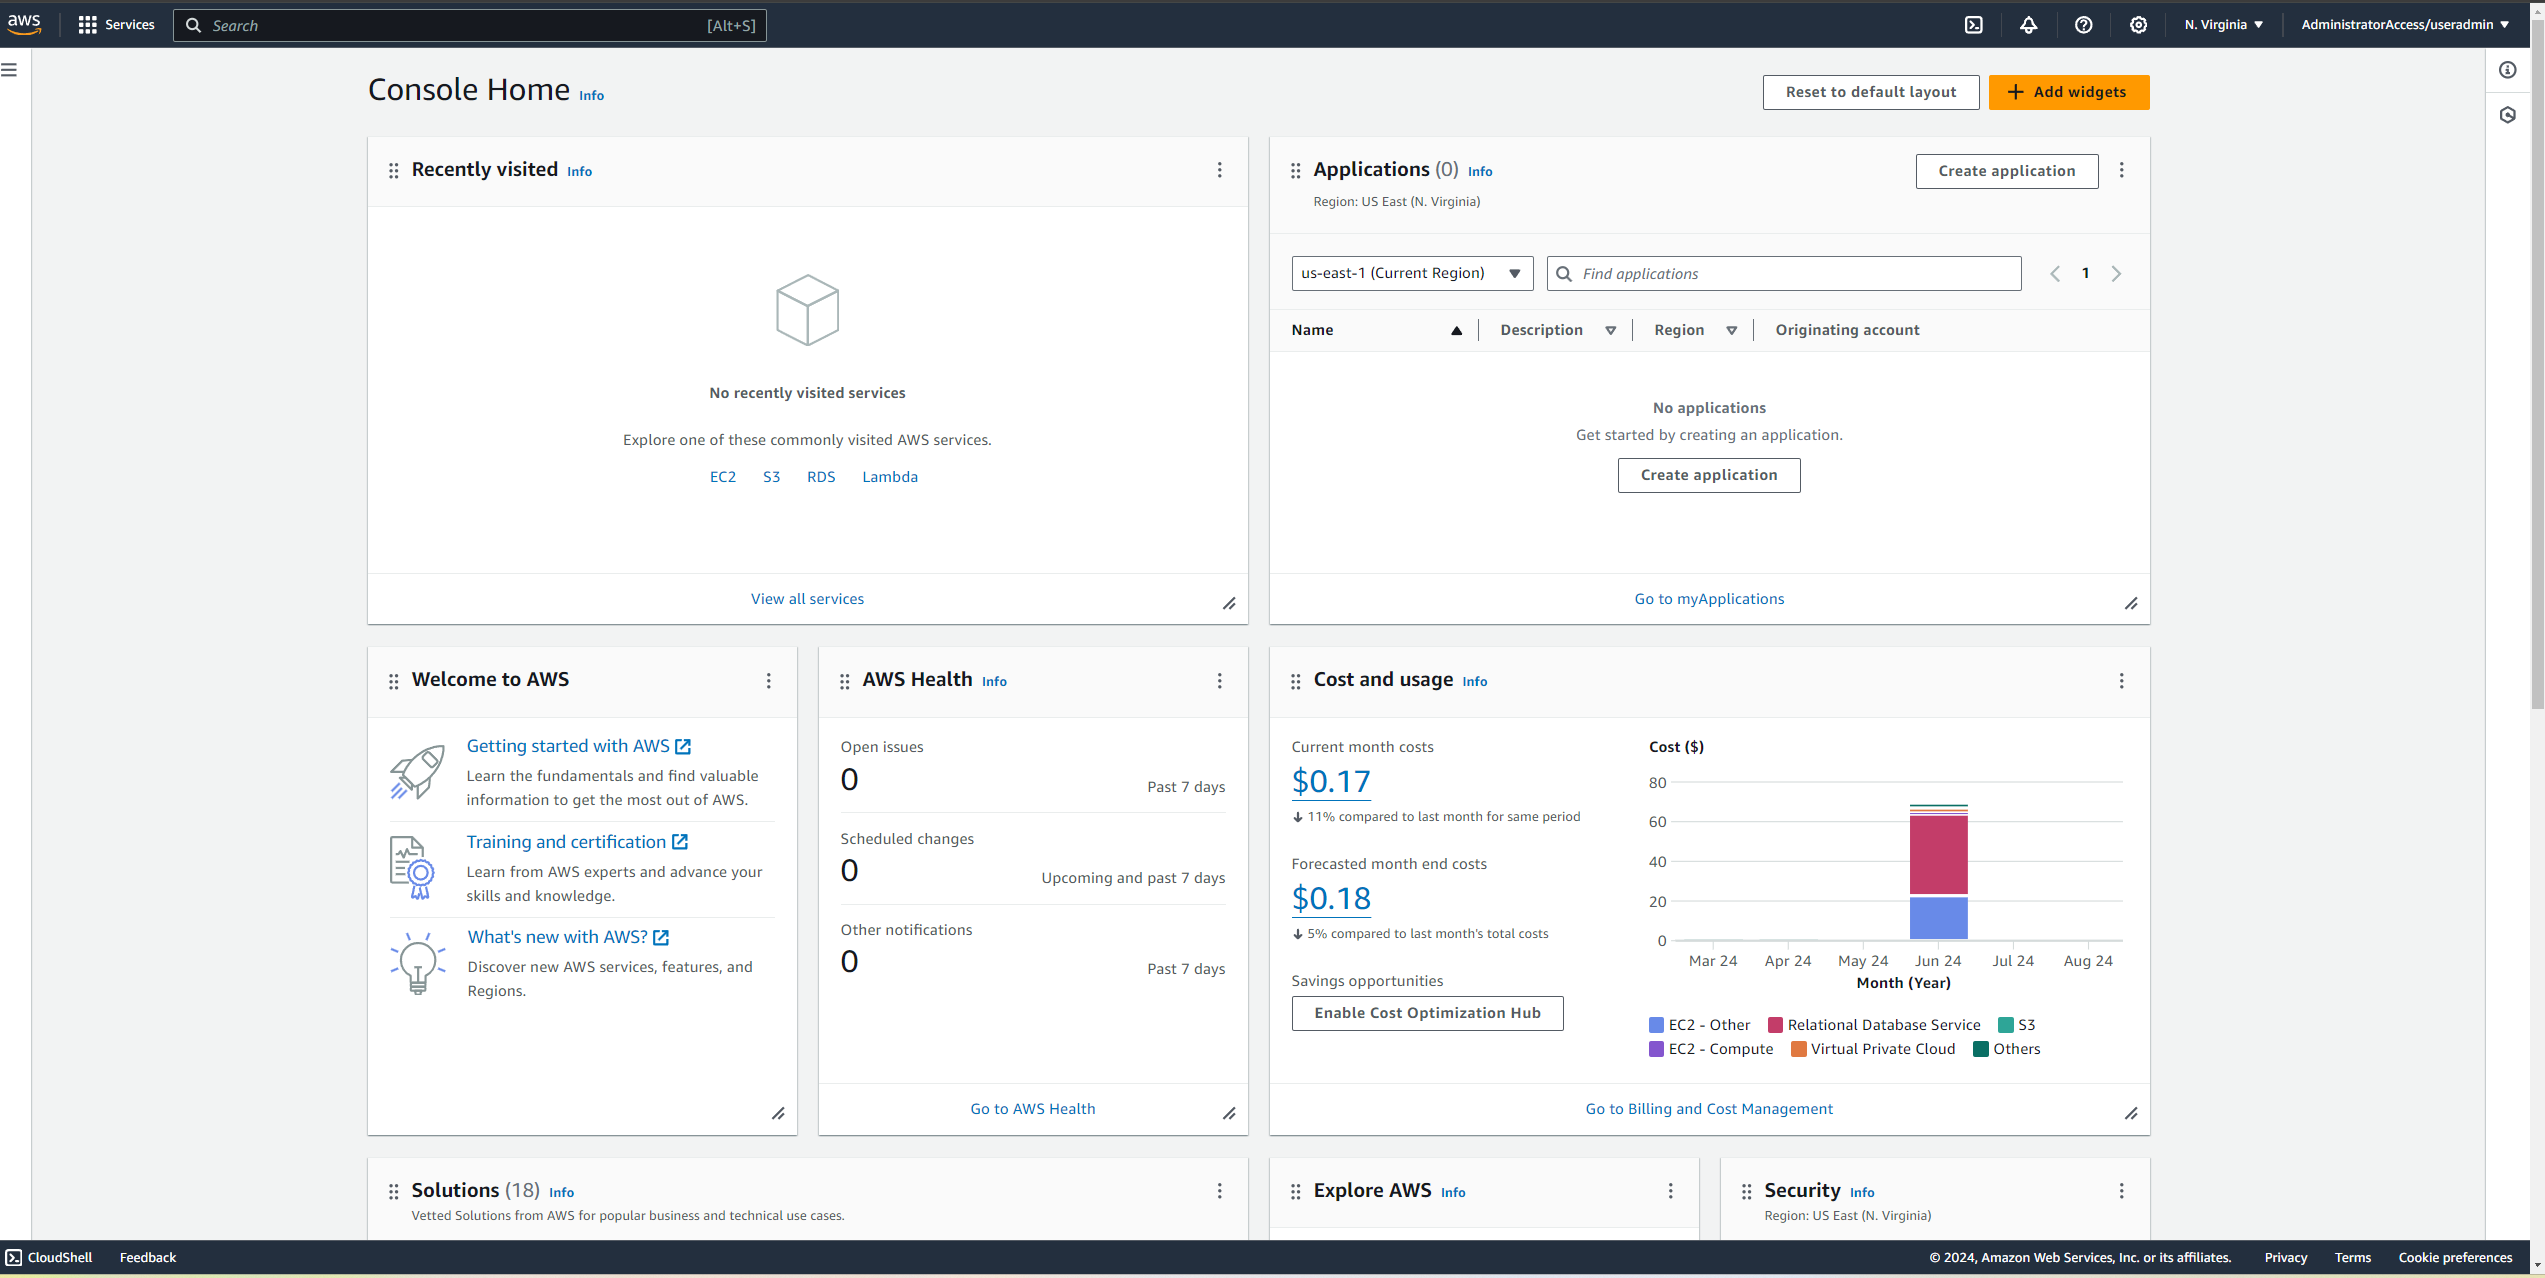 aws
Services
Search
[Alt+S]
N. Virginia
AdministratorAccess/useradmin
Console Home Info
Reset to default layout
Add widgets
Recently visited Info
No recently visited services
Explore one of these commonly visited AWS services.
EC2 S3 RDS Lambda
View all services
Applications (0) Info
Create application
Region: US East (N. Virginia)
us-east-1 (Current Region)
Find applications
1
Name Description Region Originating account
No applications
Get started by creating an application.
Create application
Go to myApplications
Welcome to AWS
Getting started with AWS
Learn the fundamentals and find valuable
information to get the most out of AWS.
Training and certification
Learn from AWS experts and advance your
skills and knowledge.
What's new with AWS?
Discover new AWS services, features, and
Regions.
AWS Health Info
Open issues
0
Past 7 days
Scheduled changes
0
Upcoming and past 7 days
Other notifications
0
Past 7 days
Go to AWS Health
Cost and usage Info
Current month costs
$0.17
11% compared to last month for same period
Forecasted month end costs
$0.18
5% compared to last month's total costs
Savings opportunities
Enable Cost Optimization Hub
Cost ($)
80
60
40
20
0
Mar 24 Apr 24 May 24 Jun 24 Jul 24 Aug 24
Month (Year)
EC2 - Other Relational Database Service S3
EC2 - Compute Virtual Private Cloud Others
Go to Billing and Cost Management
Solutions (18) Info
Vetted Solutions from AWS for popular business and technical use cases.
Explore AWS Info
Security Info
Region: US East (N. Virginia)
CloudShell
Feedback
© 2024, Amazon Web Services, Inc. or its affiliates.
Privacy
Terms
Cookie preferences